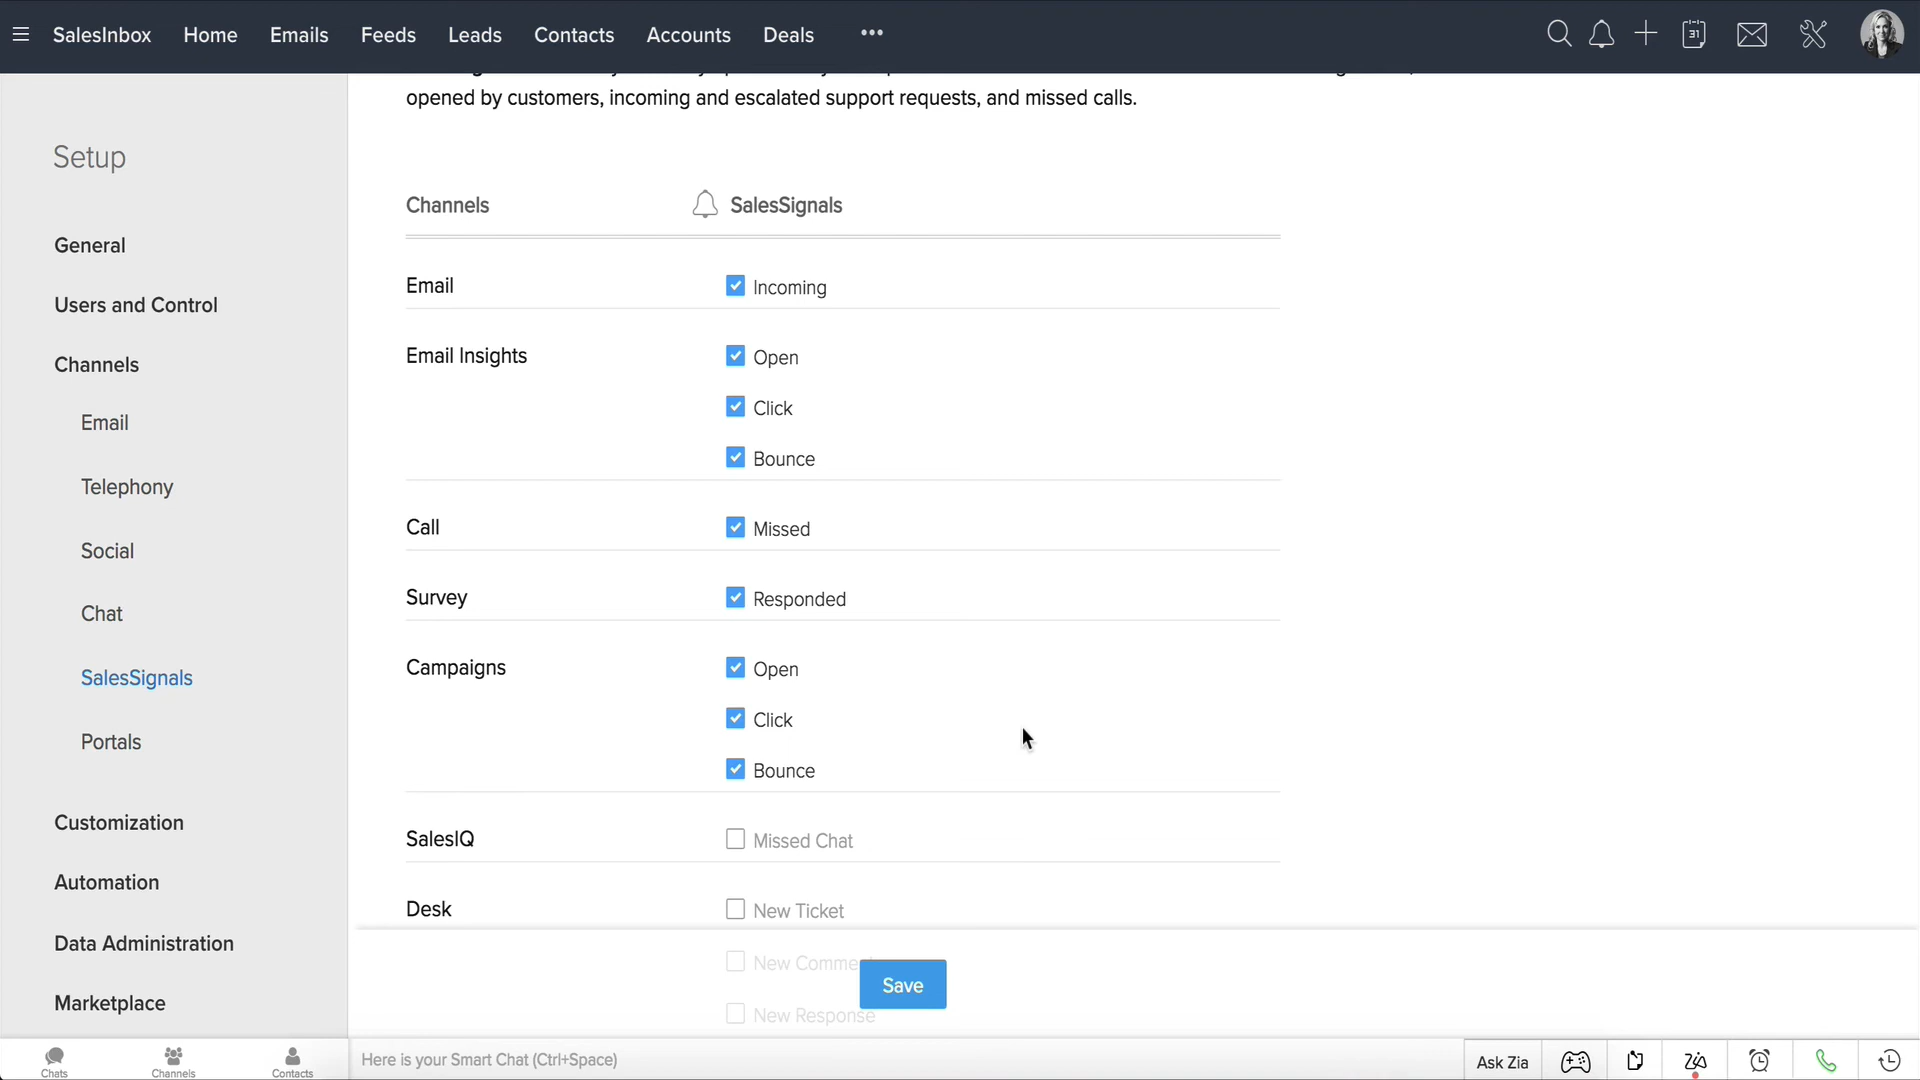 SalesInbox Home Emails Feeds Leads Contacts Accounts Deals •••
31
opened by customers, incoming and escalated support requests, and missed calls.
Setup
General
Users and Control
Channels
Email
Telephony
Social
Chat
SalesSignals
Portals
Customization
Automation
Data Administration
Marketplace
Channels SalesSignals
Email Incoming
Email Insights Open
Click
Bounce
Call Missed
Survey Responded
Campaigns Open
Click
Bounce
SalesIQ Missed Chat
Desk New Ticket
New Comme
Save
New Response
Chats Channels Contacts
Here is your Smart Chat (Ctrl+Space)
Ask Zia